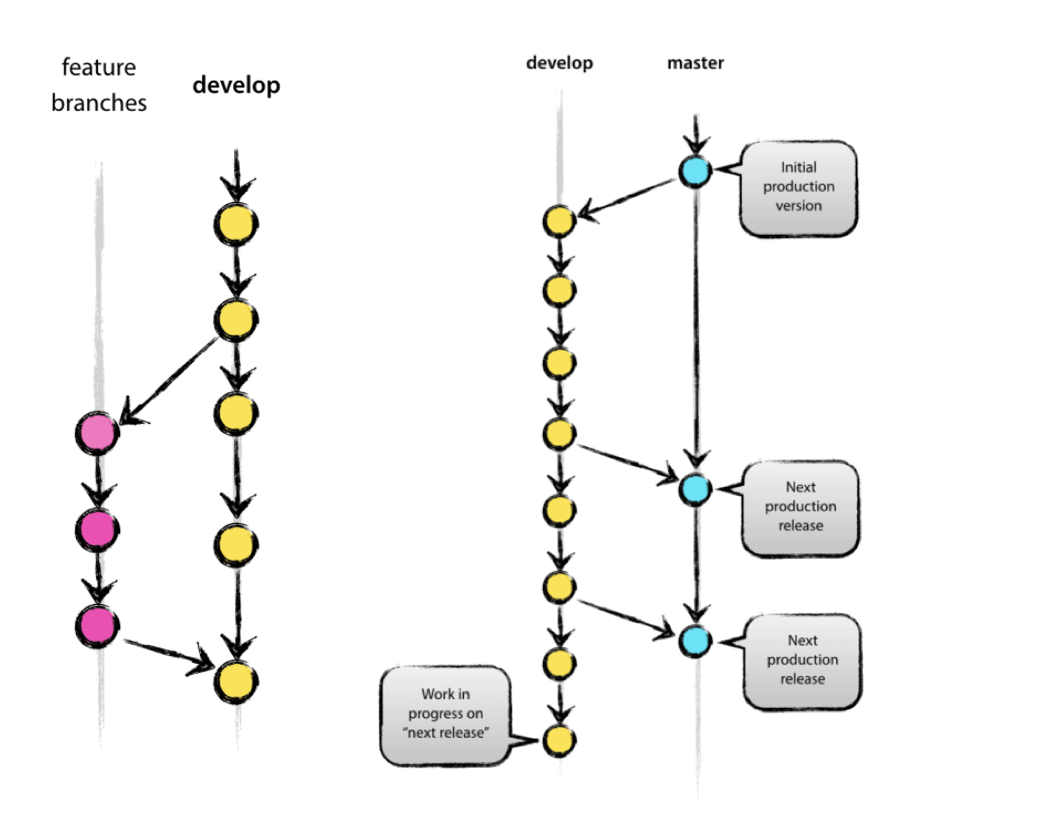 feature
branches
develop
develop
master
Initial
production
version
Next
production
release
Next
production
release
Work in
progress on
“next release”